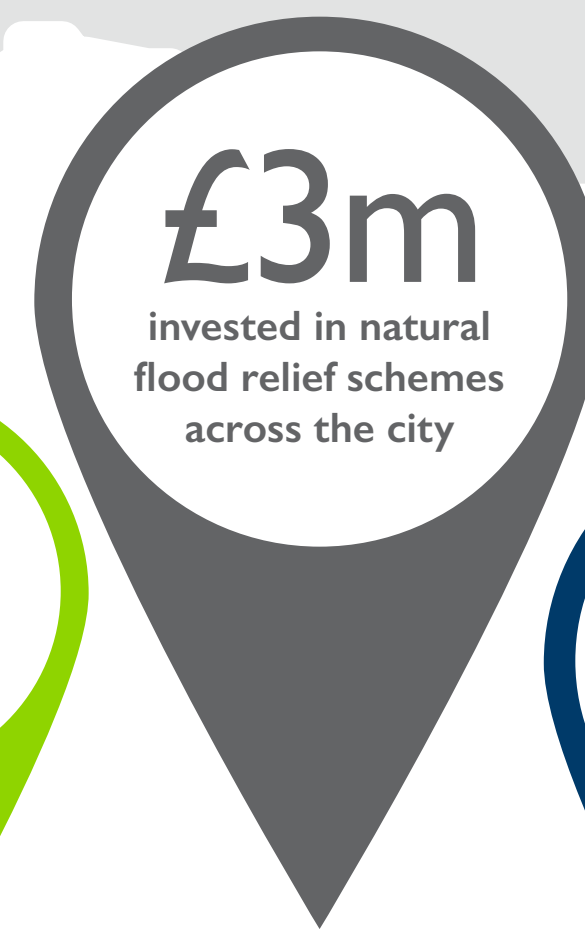 £3m
invested in natural
flood relief schemes
across the city